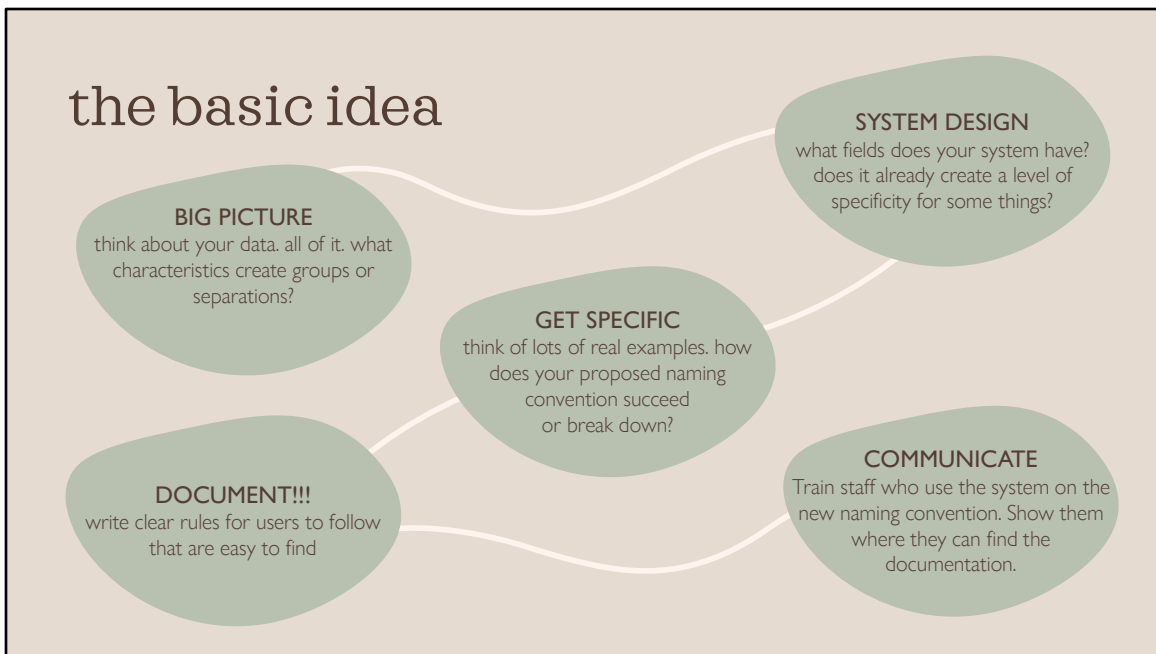 the basic idea
BIG PICTURE
think about your data. all of it. what
characteristics create groups or
separations?
SYSTEM DESIGN
what fields does your system have?
does it already create a level of
specificity for some things?
GET SPECIFIC
think of lots of real examples. how
does your proposed naming
convention succeed
or break down?
DOCUMENT!!!
write clear rules for users to follow
that are easy to find
COMMUNICATE
Train staff who use the system on the
new naming convention. Show them
where they can find the
documentation.